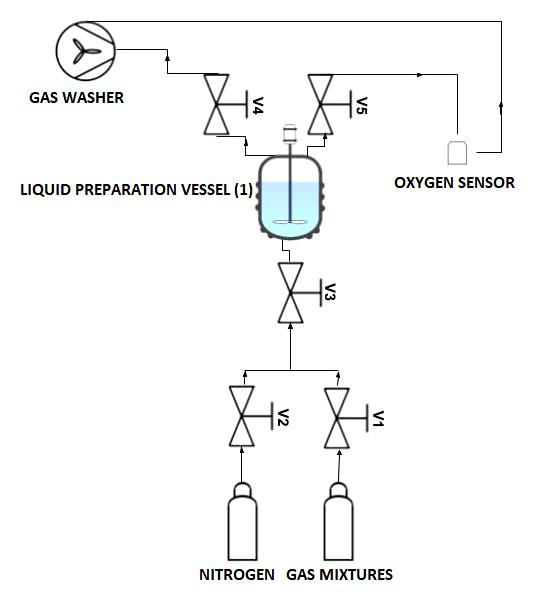 GAS WASHER
V4
V5
OXYGEN SENSOR
LIQUID PREPARATION VESSEL (1)
V3
V2
V1
NITROGEN
GAS MIXTURES